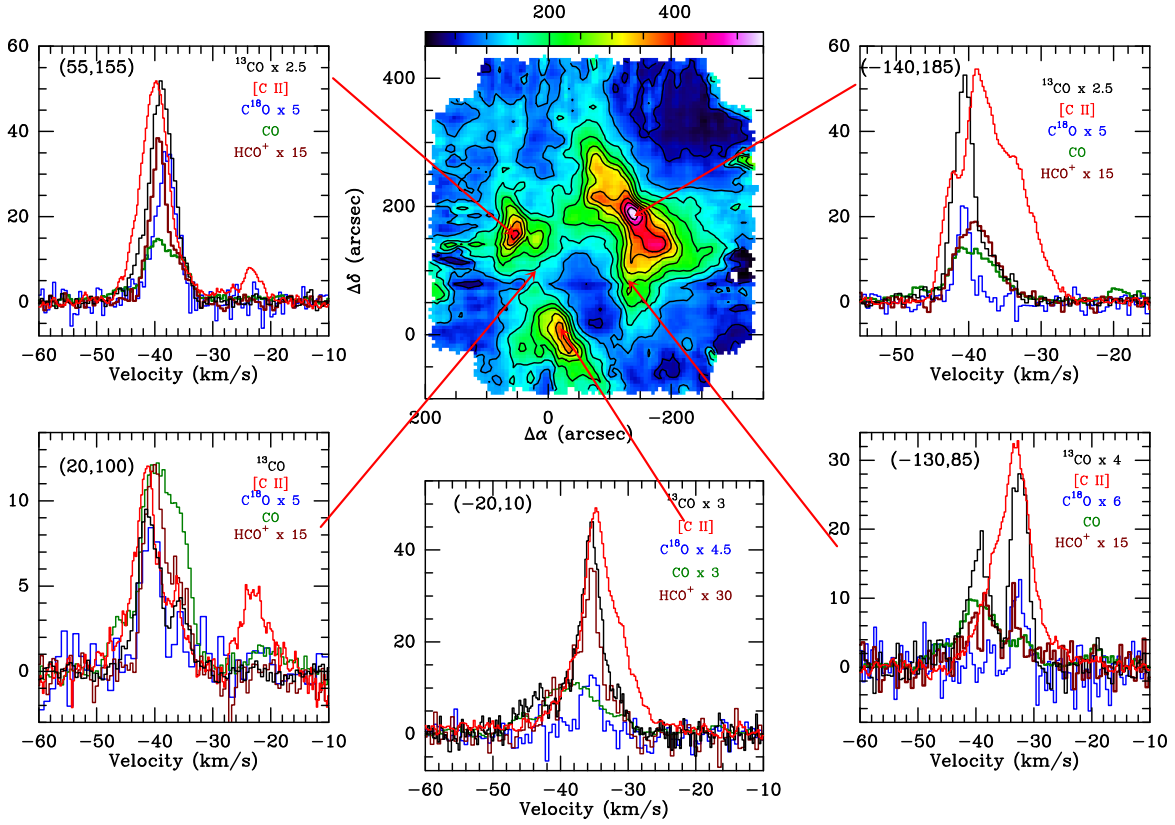 200 400
60
40
20
0
(55,155)
¹³CO x 2.5
[C II]
C¹⁸O x 5
CO
HCO⁺ x 15
−60 −50 −40 −30 −20 −10
Velocity (km/s)
400
200
0
Δδ (arcsec)
200 0 −200
Δα (arcsec)
60
40
20
0
(−140,185)
¹³CO x 2.5
[C II]
C¹⁸O x 5
CO
HCO⁺ x 15
−50 −40 −30 −20
Velocity (km/s)
10
5
0
(20,100)
¹³CO
[C II]
C¹⁸O x 5
CO
HCO⁺ x 15
−60 −50 −40 −30 −20 −10
Velocity (km/s)
40
20
0
(−20,10)
¹³CO x 3
[C II]
C¹⁸O x 4.5
CO x 3
HCO⁺ x 30
−60 −50 −40 −30 −20 −10
Velocity (km/s)
30
20
10
0
(−130,85)
¹³CO x 4
[C II]
C¹⁸O x 6
CO
HCO⁺ x 15
−60 −50 −40 −30 −20 −10
Velocity (km/s)